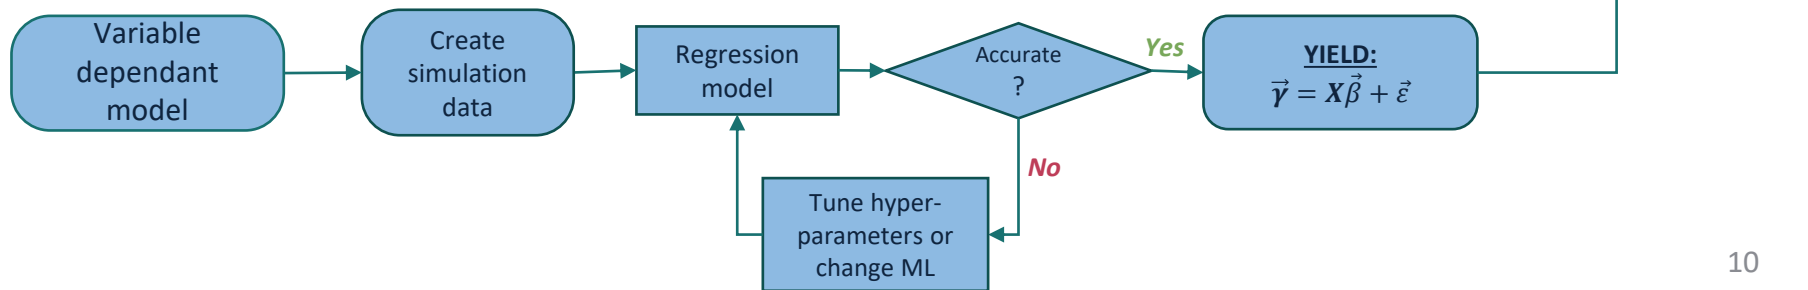 Variable
dependant
model
Create
simulation
data
Regression
model
Accurate
?
Yes
YIELD:
𝜸⃗ = 𝑿𝛽⃗ + 𝜀⃗
No
Tune hyper-
parameters or
change ML
10